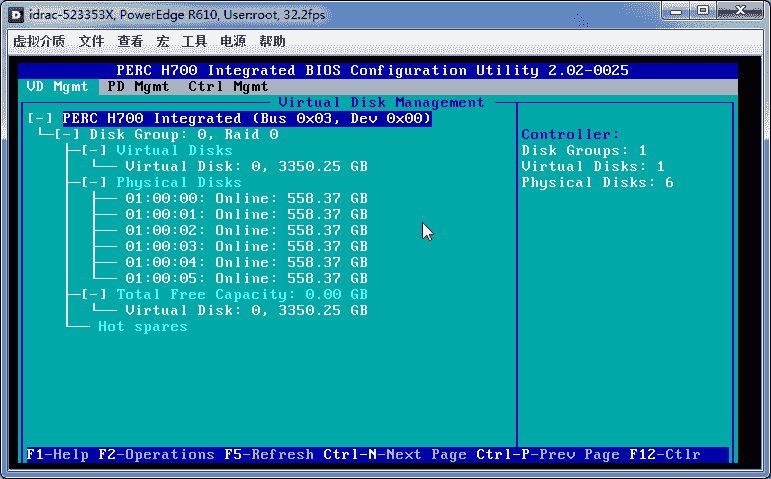 idrac-523353X, PowerEdge R610, User:root, 32.2fps
虚拟介质 文件 查看 宏 工具 电源 帮助
PERC H700 Integrated BIOS Configuration Utility 2.02-0025
VD Mgmt PD Mgmt Ctrl Mgmt
Virtual Disk Management
[-] PERC H700 Integrated (Bus 0x03, Dev 0x00)
[-] Disk Group: 0, Raid 0
[-] Virtual Disks
Virtual Disk: 0, 3350.25 GB
[-] Physical Disks
01:00:00: Online: 558.37 GB
01:00:01: Online: 558.37 GB
01:00:02: Online: 558.37 GB
01:00:03: Online: 558.37 GB
01:00:04: Online: 558.37 GB
01:00:05: Online: 558.37 GB
[-] Total Free Capacity: 0.00 GB
Virtual Disk: 0, 3350.25 GB
Hot spares
Controller:
Disk Groups: 1
Virtual Disks: 1
Physical Disks: 6
F1-Help F2-Operations F5-Refresh Ctrl-N-Next Page Ctrl-P-Prev Page F12-Ctlr